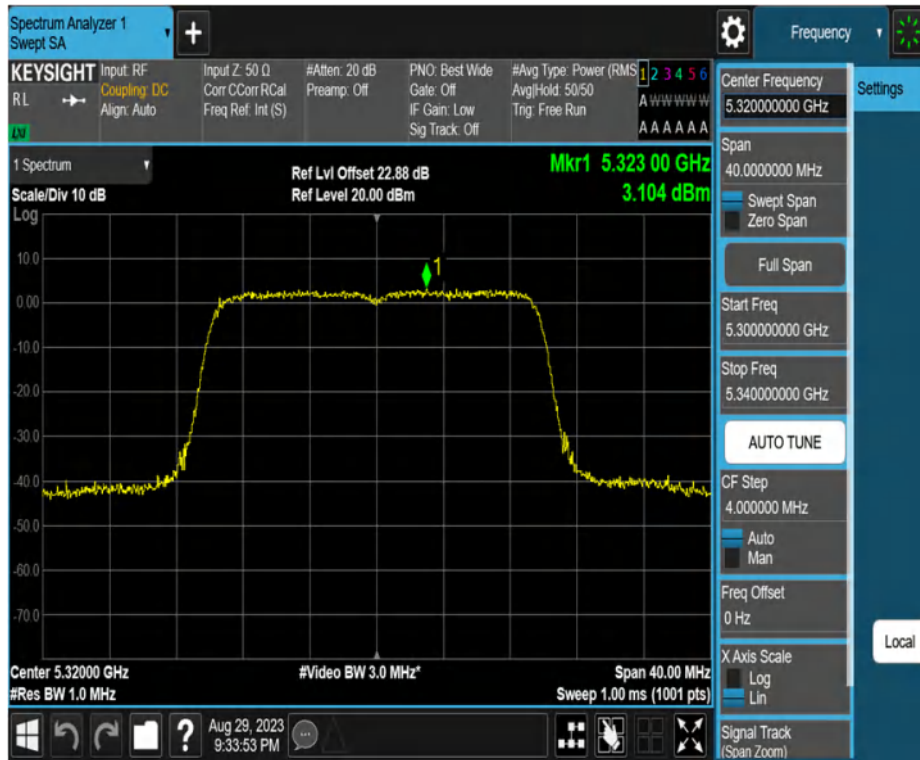 Spectrum Analyzer 1
Swept SA
+
Frequency
KEYSIGHT
RL
LXI
Input: RF
Coupling: DC
Align: Auto
Input Z: 50 Ω
Corr CCorr RCal
Freq Ref: Int (S)
#Atten: 20 dB
Preamp: Off
PNO: Best Wide
Gate: Off
IF Gain: Low
Sig Track: Off
#Avg Type: Power (RMS
Avg|Hold: 50/50
Trig: Free Run
1 2 3 4 5 6
A W W W W W
A A A A A A
1 Spectrum
Scale/Div 10 dB
Ref Lvl Offset 22.88 dB
Ref Level 20.00 dBm
Mkr1 5.323 00 GHz
3.104 dBm
Log
10.0
0.00
-10.0
-20.0
-30.0
-40.0
-50.0
-60.0
-70.0
1
Center 5.32000 GHz
#Res BW 1.0 MHz
#Video BW 3.0 MHz*
Span 40.00 MHz
Sweep 1.00 ms (1001 pts)
?
Aug 29, 2023
9:33:53 PM
Center Frequency
5.320000000 GHz
Span
40.0000000 MHz
Swept Span
Zero Span
Full Span
Start Freq
5.300000000 GHz
Stop Freq
5.340000000 GHz
AUTO TUNE
CF Step
4.000000 MHz
Auto
Man
Freq Offset
0 Hz
X Axis Scale
Log
Lin
Signal Track
(Span Zoom)
Settings
Local